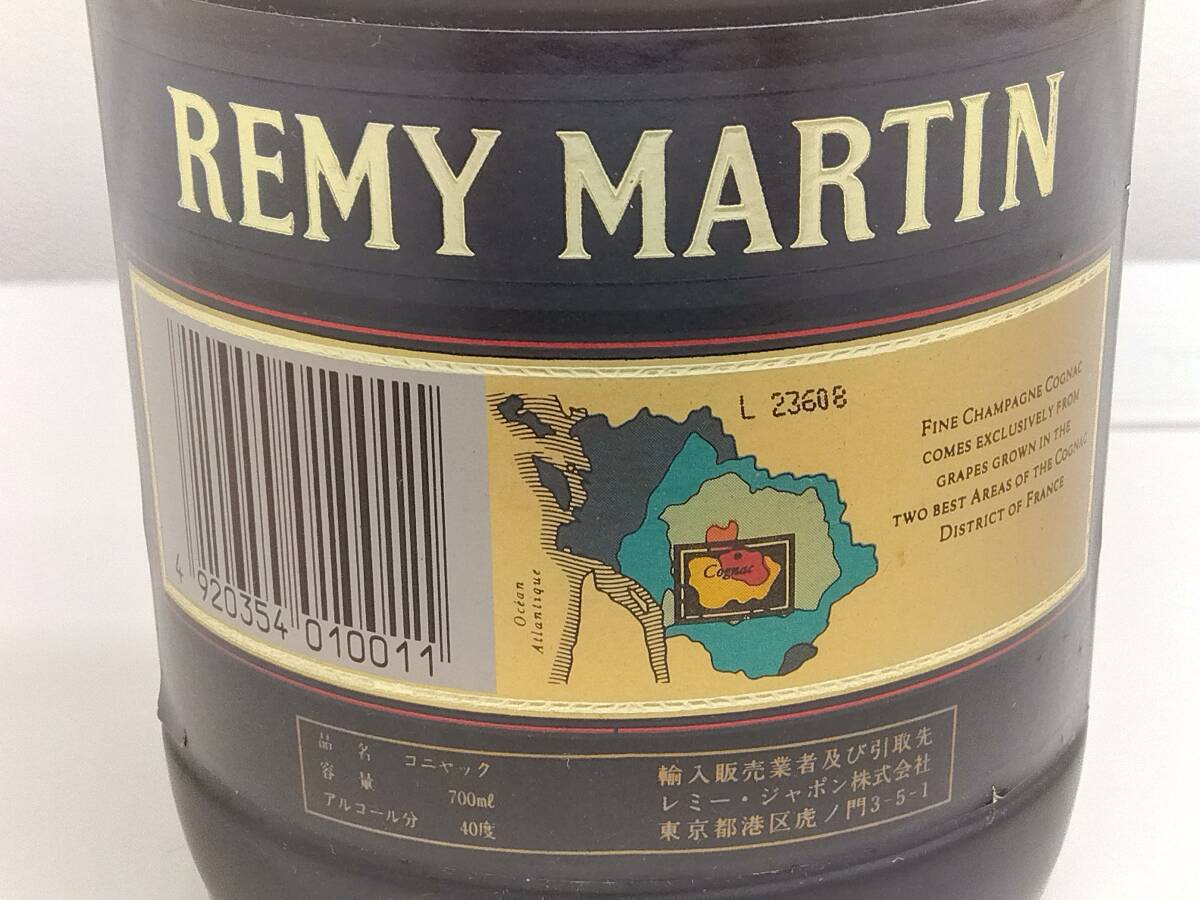 REMY MARTIN
4 920354 010011
L 23608
FINE CHAMPAGNE COGNAC
COMES EXCLUSIVELY FROM
GRAPES GROWN IN THE
TWO BEST AREAS OF THE COGNAC
DISTRICT OF FRANCE
Cognac
Océan
Atlantique
品名 コニャック
容量 700ml
アルコール分 40度
輸入販売業者及び引取先
レミー・ジャポン株式会社
東京都港区虎ノ門3-5-1